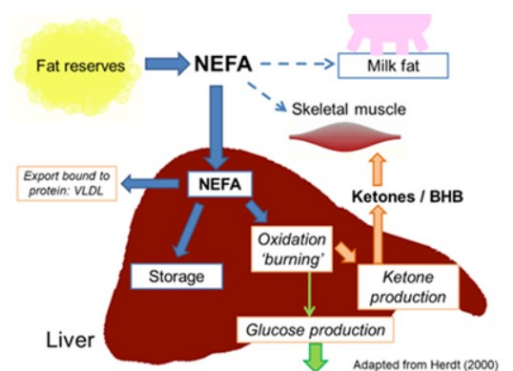 Fat reserves
NEFA
Milk fat
Skeletal muscle
Export bound to
protein: VLDL
NEFA
Ketones / BHB
Oxidation
‘burning’
Storage
Ketone
production
Glucose production
Liver
Adapted from Herdt (2000)